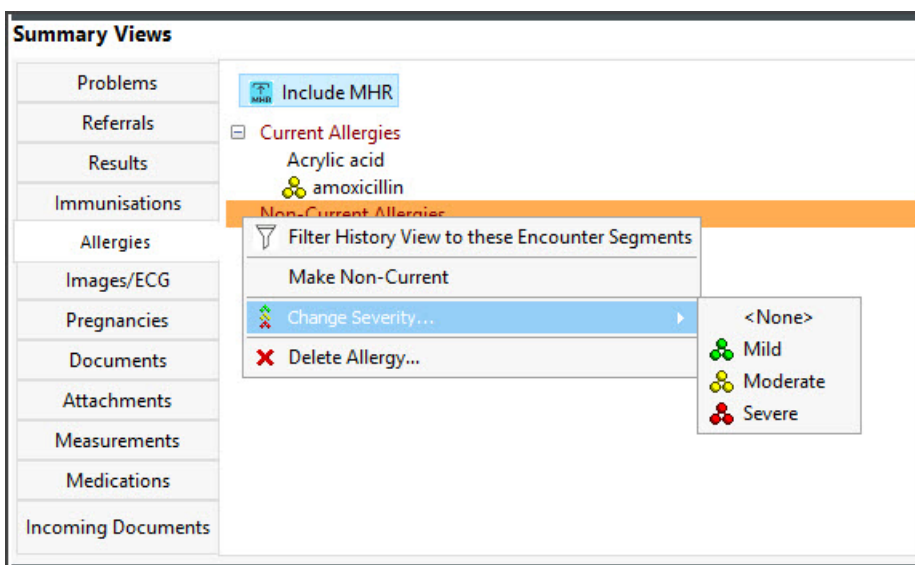 Summary Views
Problems
Referrals
Results
Immunisations
Allergies
Images/ECG
Pregnancies
Documents
Attachments
Measurements
Medications
Incoming Documents
MHR
Include MHR
Current Allergies
Acrylic acid
amoxicillin
Non-Current Allergies
Filter History View to these Encounter Segments
Make Non-Current
Change Severity...
Delete Allergy...
<None>
Mild
Moderate
Severe